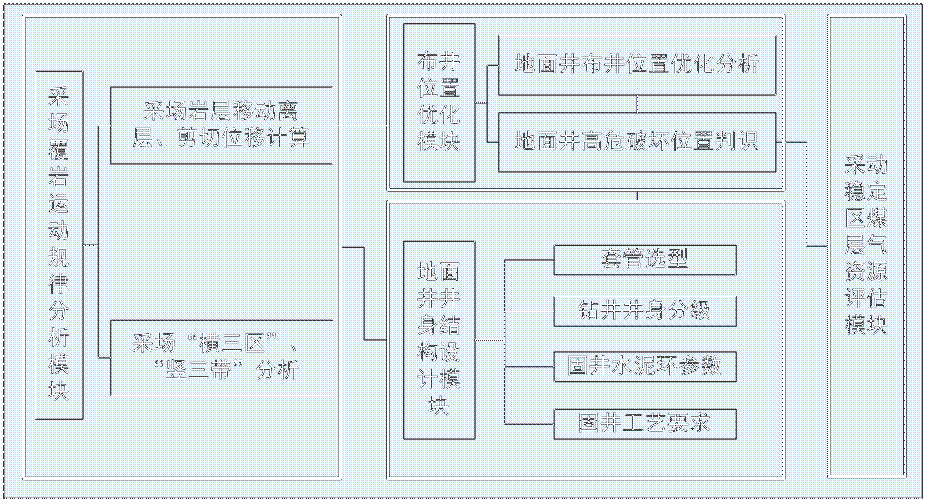 采
场
覆
岩
运
动
规
律
分
析
模
块
采场岩层移动离
层、剪切位移计算
采场“横三区”、
“竖三带”分析
布井
位置
优化
模块
地面井布井位置优化分析
地面井高危破坏位置判识
地面
井井
身结
构设
计模
块
套管选型
钻井井身分级
固井水泥环参数
固井工艺要求
采动
稳定
区煤
层气
资源
评估
模块